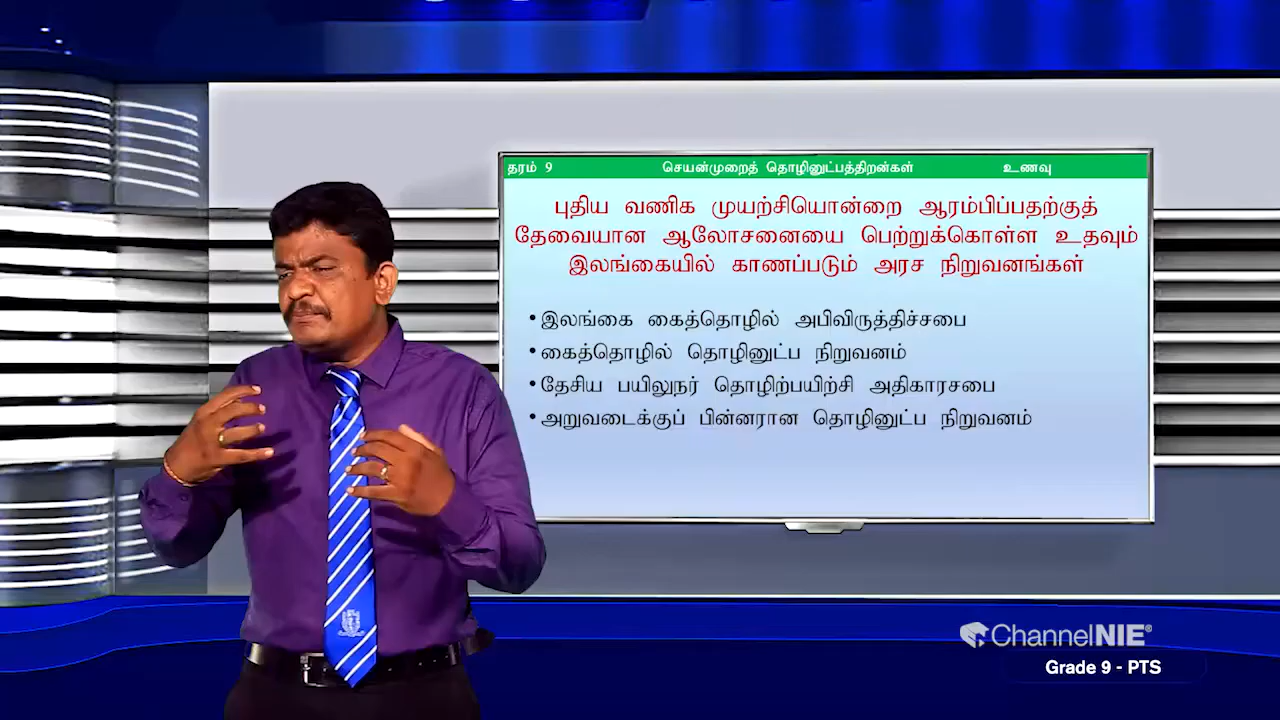 தரம் 9 செயன்முறைத் தொழினுட்பத்திறன்கள் உணவு
புதிய வணிக முயற்சியொன்றை ஆரம்பிப்பதற்குத்
தேவையான ஆலோசனையை பெற்றுக்கொள்ள உதவும்
இலங்கையில் காணப்படும் அரச நிறுவனங்கள்
•இலங்கை கைத்தொழில் அபிவிருத்திச்சபை
•கைத்தொழில் தொழினுட்ப நிறுவனம்
•தேசிய பயிலுநர் தொழிற்பயிற்சி அதிகாரசபை
•அறுவடைக்குப் பின்னரான தொழினுட்ப நிறுவனம்
ChannelNIE®
Grade 9 - PTS